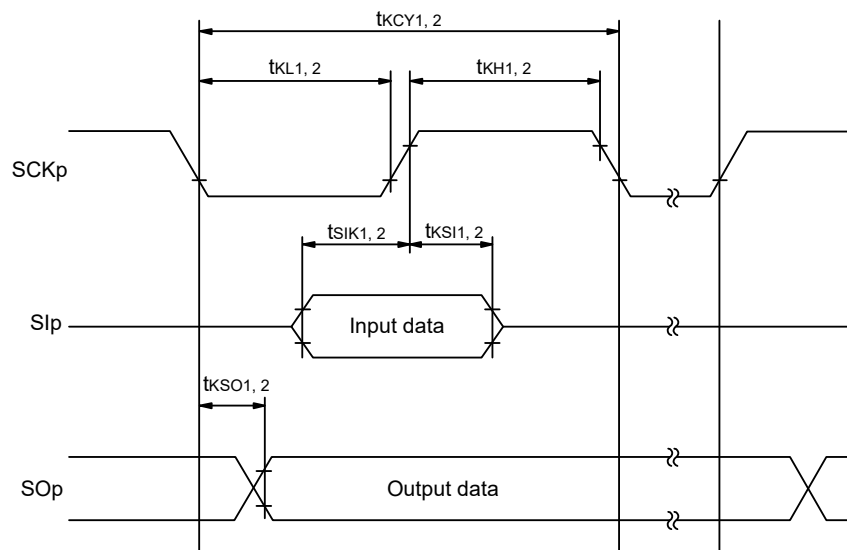 tKCY1, 2
tKL1, 2
tKH1, 2
SCKp
tSIK1, 2
tKSI1, 2
SIp
Input data
tKSO1, 2
SOp
Output data